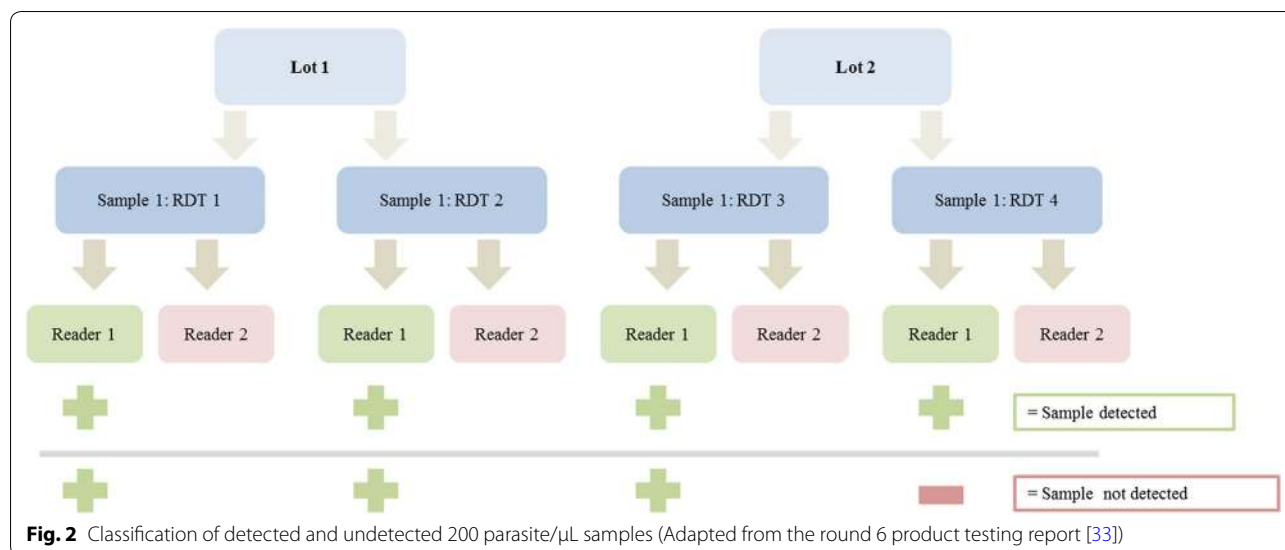 Lot 1 Lot 2
Sample 1: RDT 1 Sample 1: RDT 2 Sample 1: RDT 3 Sample 1: RDT 4
Reader 1 Reader 2 Reader 1 Reader 2 Reader 1 Reader 2 Reader 1 Reader 2
= Sample detected
= Sample not detected
Fig. 2 Classification of detected and undetected 200 parasite/µL samples (Adapted from the round 6 product testing report [33])